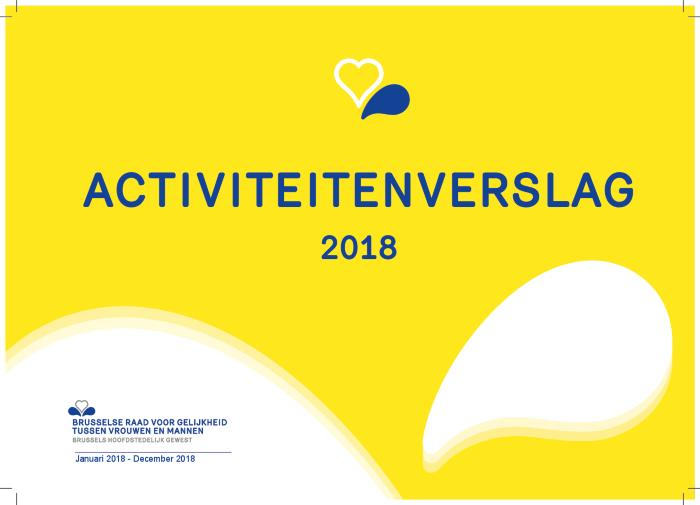 ACTIVITEITENVERSLAG
2018
BRUSSELSE RAAD VOOR GELIJKHEID
TUSSEN VROUWEN EN MANNEN
BRUSSELS HOOFDSTEDELIJK GEWEST
Januari 2018 - December 2018